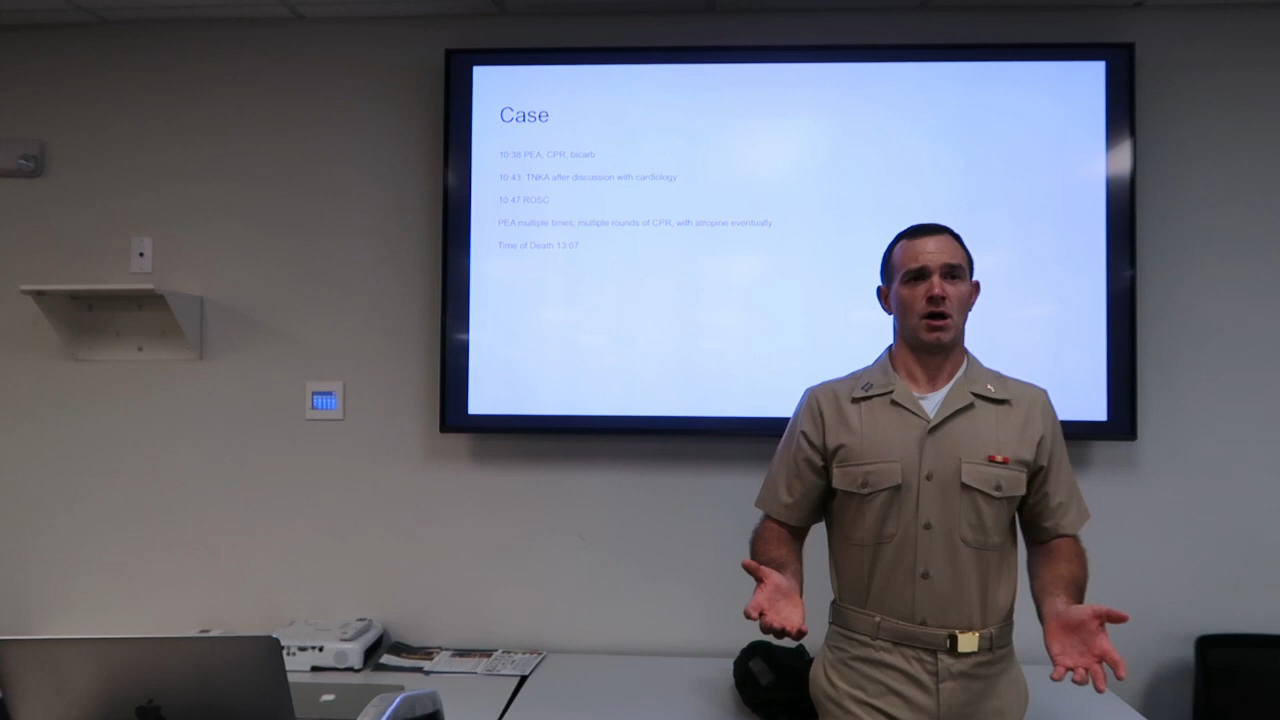 Case
10:38 PEA, CPR, bicarb
10:43: TNKA after discussion with cardiology
10:47 ROSC
PEA multiple times, multiple rounds of CPR, with atropine eventually
Time of Death 13:07